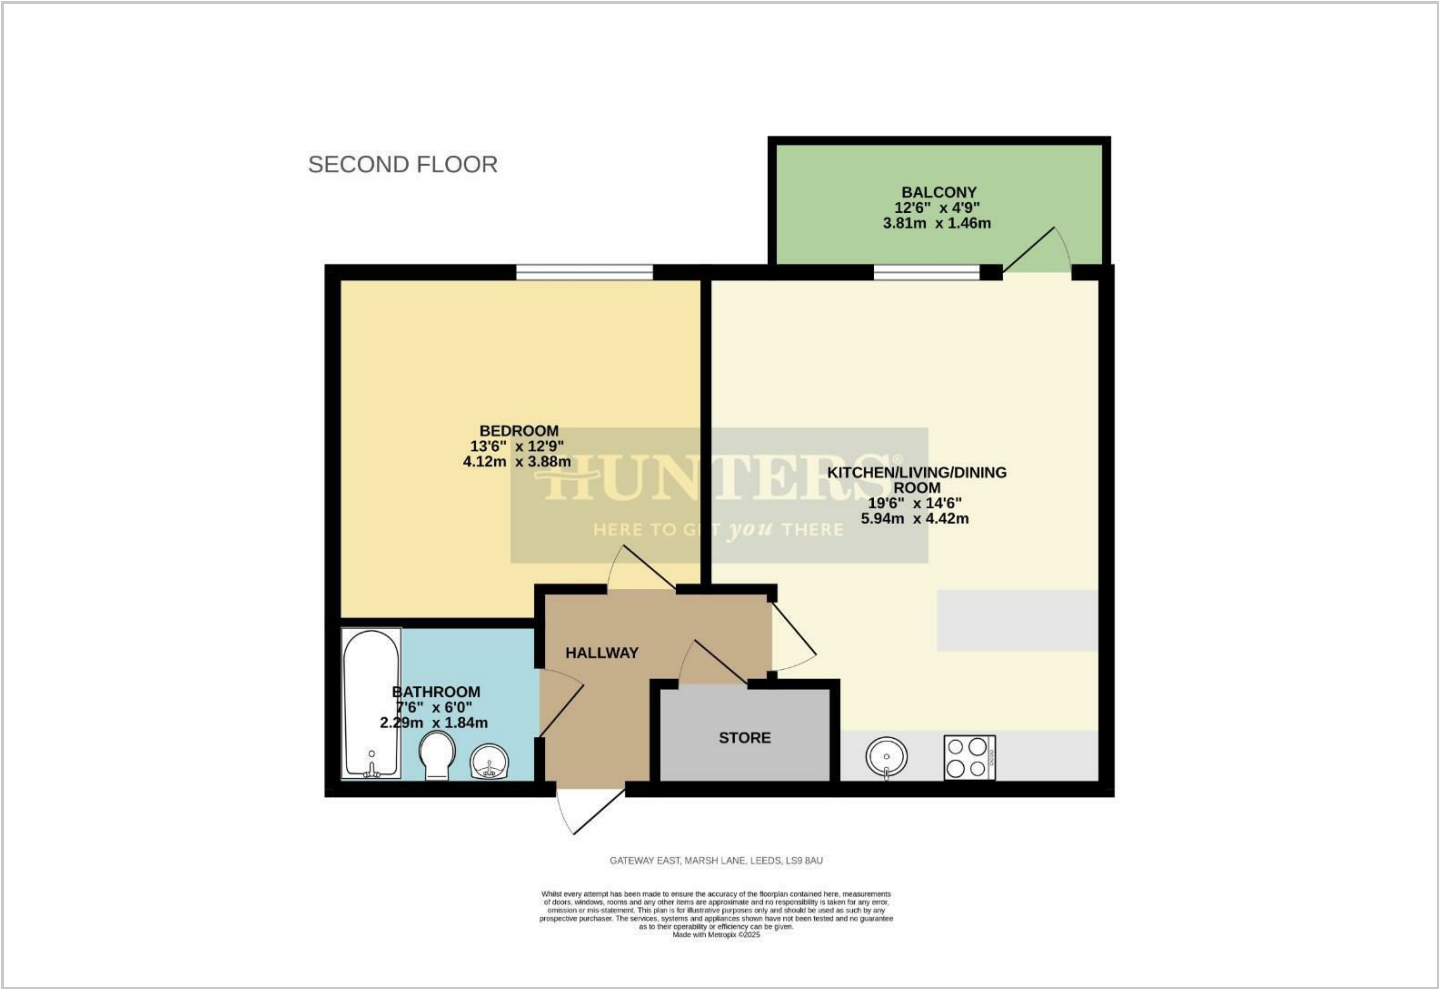 SECOND FLOOR
BALCONY
12'6" x 4'9"
3.81m x 1.46m
BEDROOM
13'6" x 12'9"
4.12m x 3.88m
HUNTERS®
HERE TO GET you THERE
KITCHEN/LIVING/DINING
ROOM
19'6" x 14'6"
5.94m x 4.42m
HALLWAY
BATHROOM
7'6" x 6'0"
2.29m x 1.84m
STORE
GATEWAY EAST, MARSH LANE, LEEDS, LS9 8AU
Whilst every attempt has been made to ensure the accuracy of the floorplan contained here, measurements
of doors, windows, rooms and any other items are approximate and no responsibility is taken for any error,
omission or mis-statement. This plan is for illustrative purposes only and should be used as such by any
prospective purchaser. The services, systems and appliances shown have not been tested and no guarantee
as to their operability or efficiency can be given.
Made with Metropix ©2025